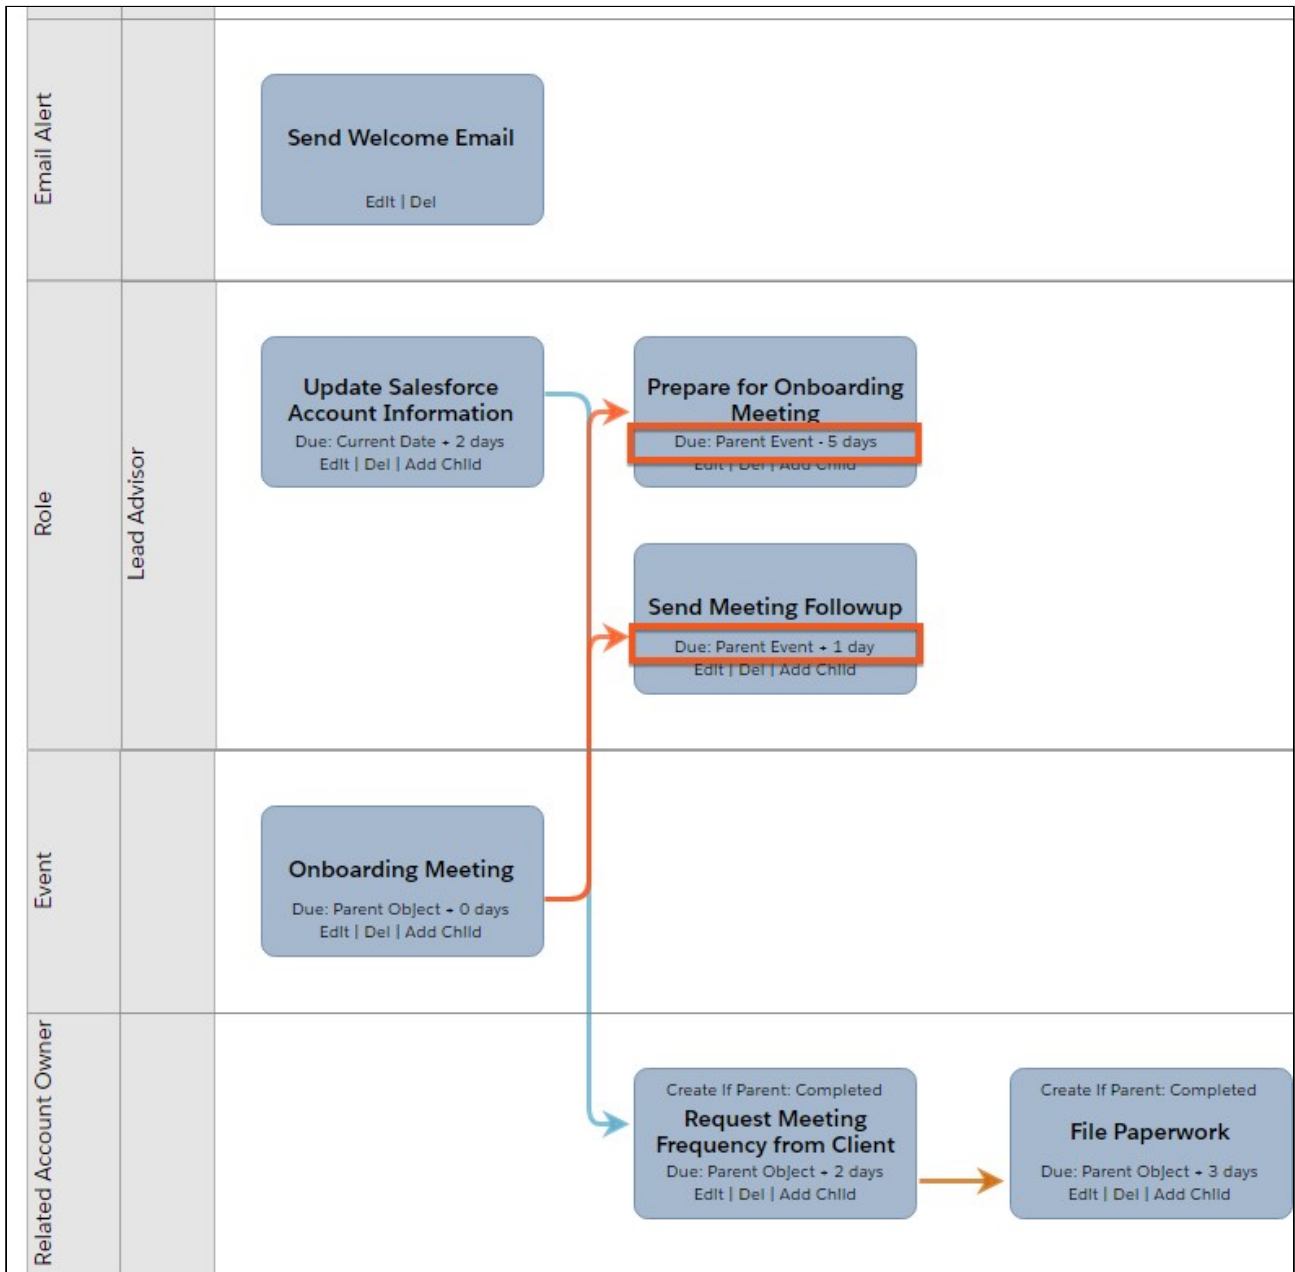 Email Alert
Send Welcome Email
Edit | Del
Role
Lead Advisor
Update Salesforce
Account Information
Due: Current Date + 2 days
Edit | Del | Add Child
Prepare for Onboarding
Meeting
Due: Parent Event - 5 days
Edit | Del | Add Child
Send Meeting Followup
Due: Parent Event + 1 day
Edit | Del | Add Child
Event
Onboarding Meeting
Due: Parent Object + 0 days
Edit | Del | Add Child
Related Account Owner
Create If Parent: Completed
Request Meeting
Frequency from Client
Due: Parent Object + 2 days
Edit | Del | Add Child
Create If Parent: Completed
File Paperwork
Due: Parent Object + 3 days
Edit | Del | Add Child